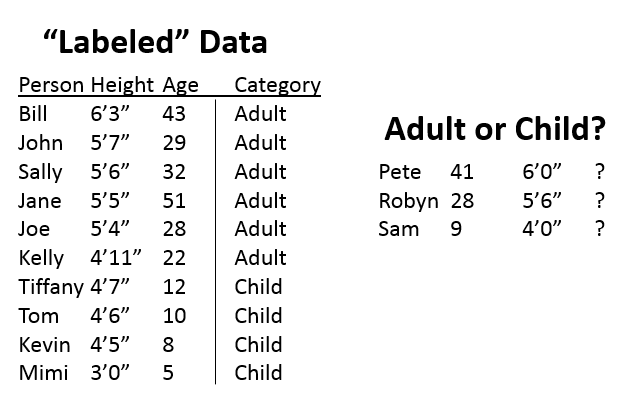 “Labeled” Data
Person Height Age Category
Bill 6’3” 43 Adult
John 5’7” 29 Adult
Sally 5’6” 32 Adult
Jane 5’5” 51 Adult
Joe 5’4” 28 Adult
Kelly 4’11” 22 Adult
Tiffany 4’7” 12 Child
Tom 4’6” 10 Child
Kevin 4’5” 8 Child
Mimi 3’0” 5 Child
Adult or Child?
Pete 41 6’0” ?
Robyn 28 5’6” ?
Sam 9 4’0” ?